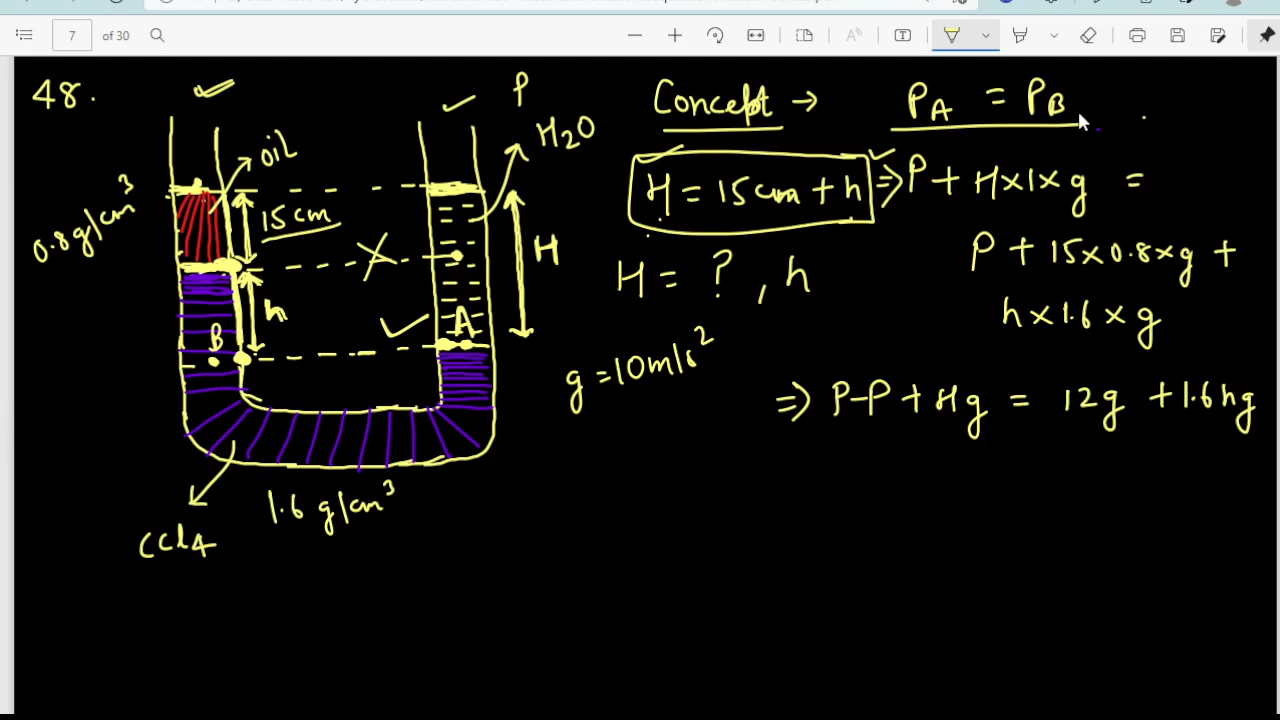 7 of 30
48.
P
H2O
oil
0.8g/cm³
15cm
H
h
A
B
CCl4
1.6 g/cm³
Concept → PA = PB
H = 15cm + h ⇒ P + H×1×g =
P + 15×0.8×g +
h×1.6×g
H = ?, h
g = 10m/s²
⇒ P-P + Hg = 12g + 1.6hg